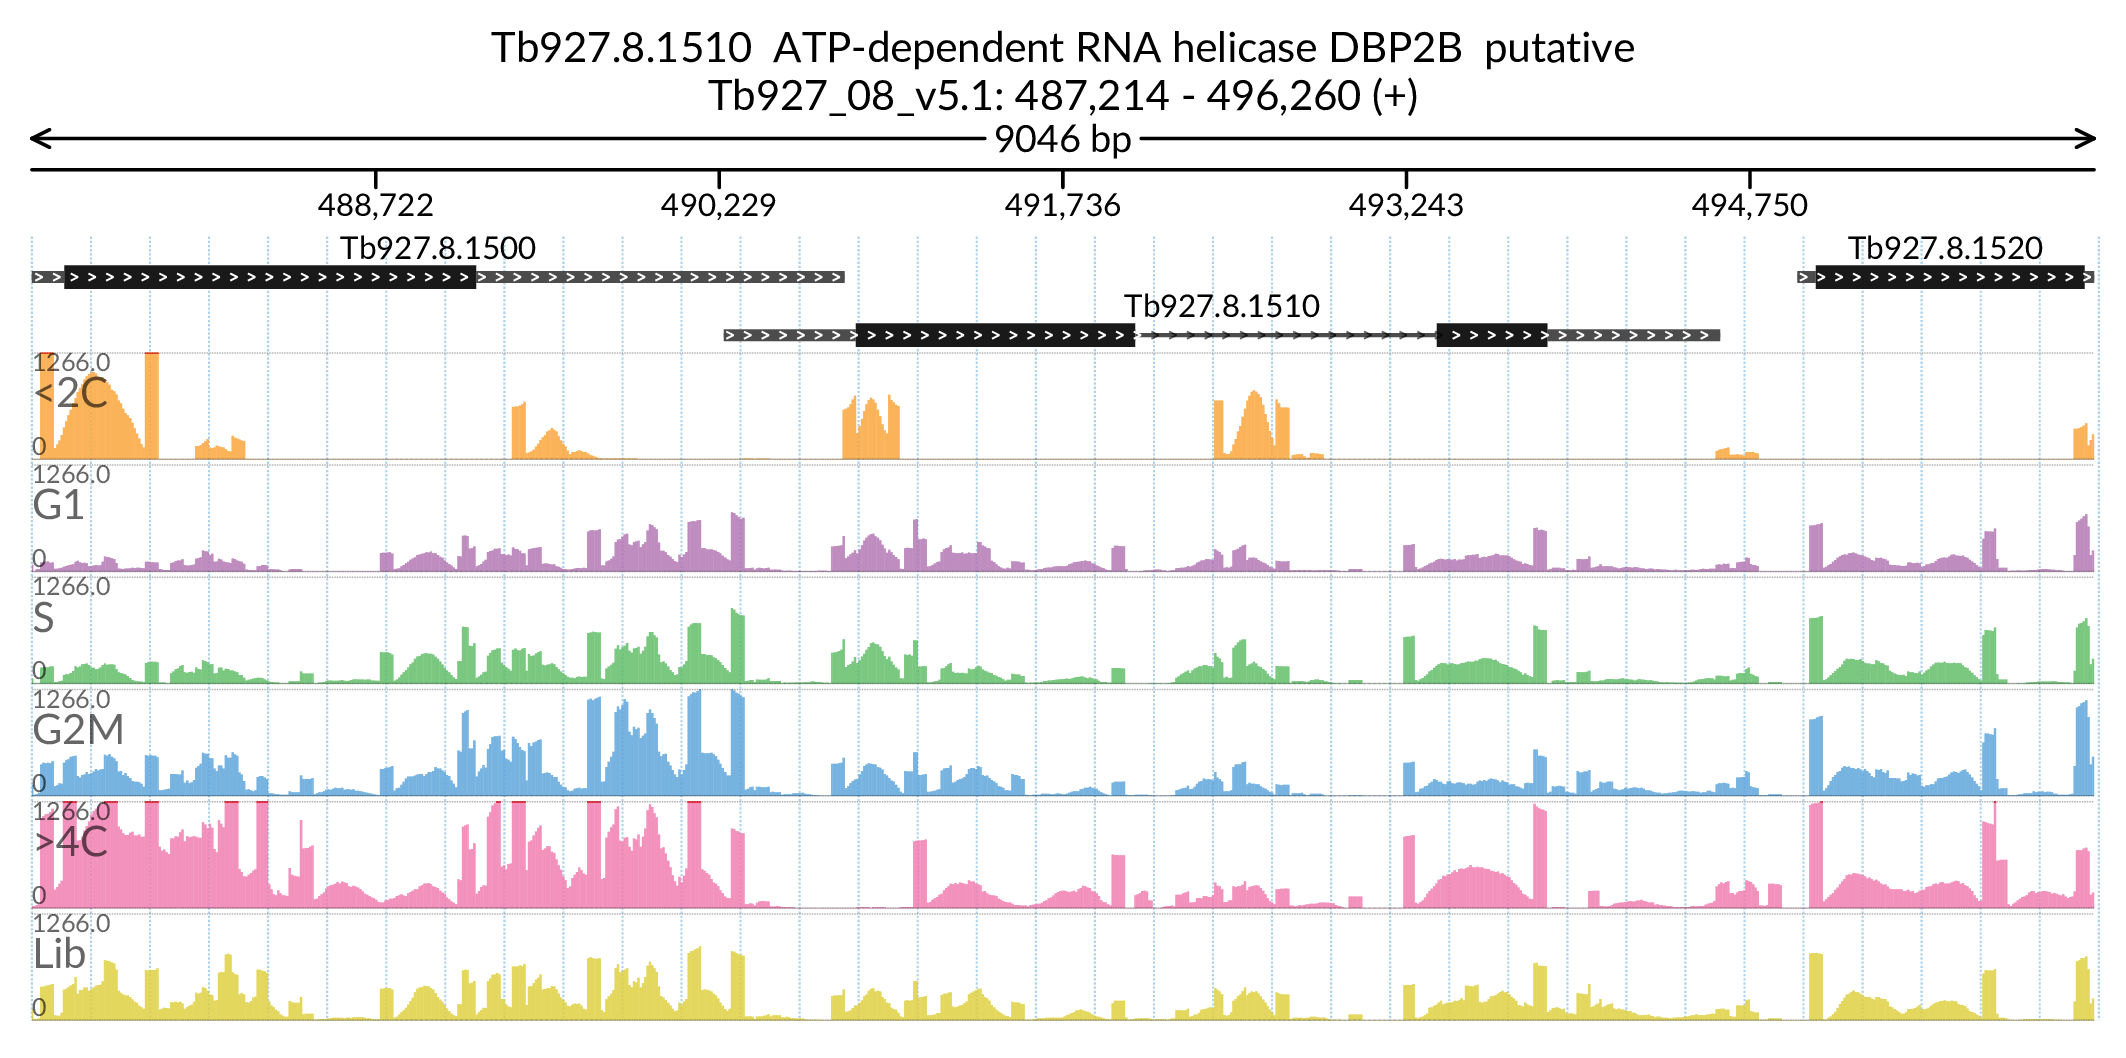 Tb927.8.1510  ATP-dependent RNA helicase DBP2B  putative
Tb927_08_v5.1: 487,214 - 496,260 (+)
9046 bp
488,722 490,229 491,736 493,243 494,750
Tb927.8.1500 Tb927.8.1520
Tb927.8.1510
1266.0
<2C
0
1266.0
G1
0
1266.0
S
0
1266.0
G2M
0
1266.0
>4C
0
1266.0
Lib
0